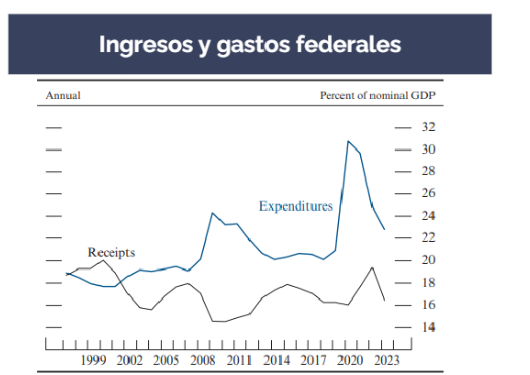 Ingresos y gastos federales
Annual Percent of nominal GDP
32
30
28
26
Expenditures 24
22
Receipts 20
18
16
14
1999 2002 2005 2008 2011 2014 2017 2020 2023